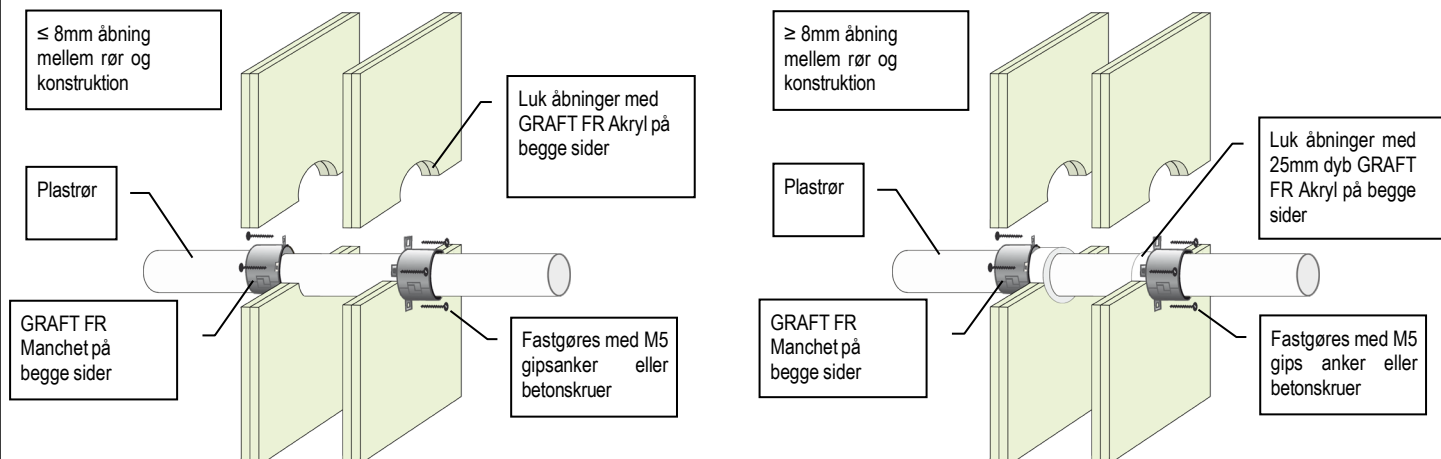 ≤ 8mm åbning
mellem rør og
konstruktion
Luk åbninger med
GRAFT FR Akryl på
begge sider
Plastrør
GRAFT FR
Manchet på
begge sider
Fastgøres med M5
gipsanker eller
betonskruer
≥ 8mm åbning
mellem rør og
konstruktion
Luk åbninger med
25mm dyb GRAFT
FR Akryl på begge
sider
Plastrør
GRAFT FR
Manchet på
begge sider
Fastgøres med M5
gips anker eller
betonskruer